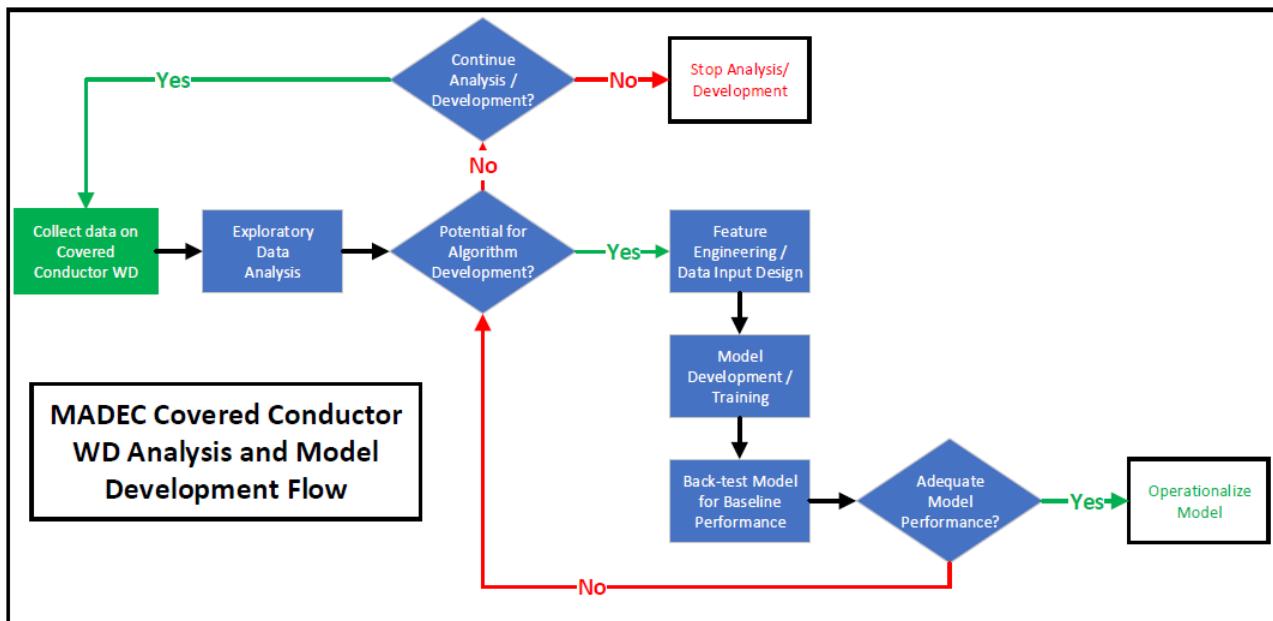 Continue
Analysis /
Development?
Yes
No
Stop Analysis/
Development
No
Collect data on
Covered
Conductor WD
Exploratory
Data
Analysis
Potential for
Algorithm
Development?
Yes
Feature
Engineering /
Data Input Design
Model
Development /
Training
MADEC Covered Conductor
WD Analysis and Model
Development Flow
Back-test Model
for Baseline
Performance
Adequate
Model
Performance?
Yes
Operationalize
Model
No